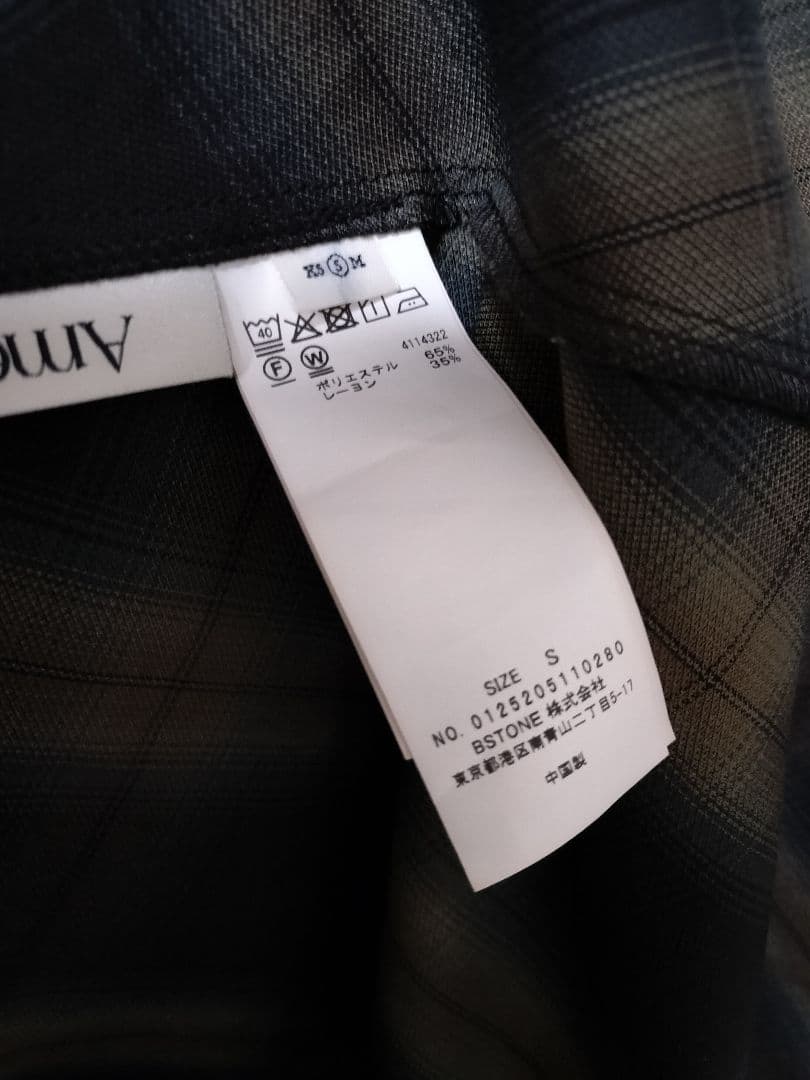 XS S M
40
F W
4114322
ポリエステル 65%
レーヨン 35%
SIZE S
NO. 0125205110280
BSTONE 株式会社
東京都港区南青山二丁目5-17
中国製
Ame